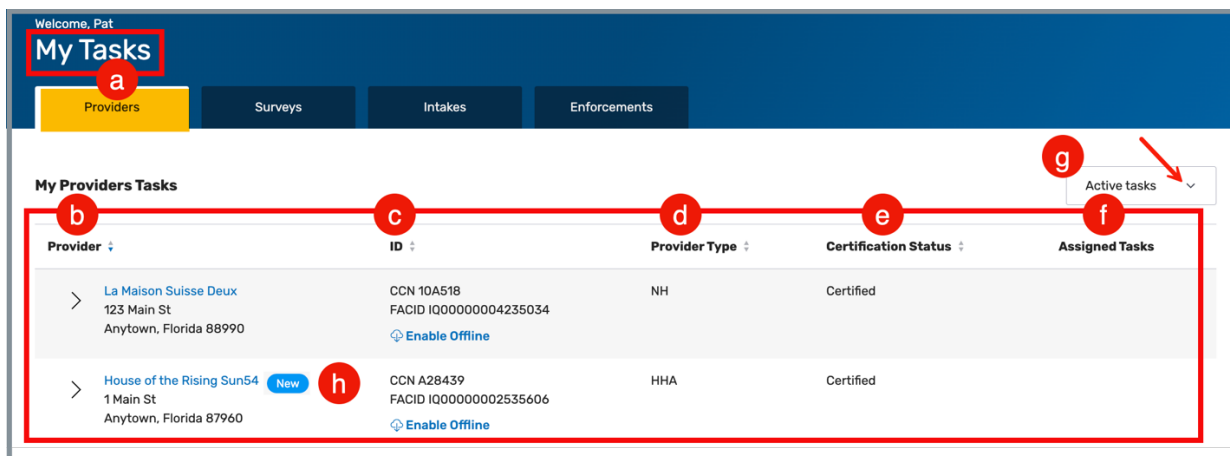 Welcome, Pat
My Tasks
a
Providers Surveys Intakes Enforcements
g
My Providers Tasks Active tasks
b c d e f
Provider ID Provider Type Certification Status Assigned Tasks
La Maison Suisse Deux CCN 10A518 NH Certified
123 Main St FACID IQ00000004235034
Anytown, Florida 88990 Enable Offline
House of the Rising Sun54 New h CCN A28439 HHA Certified
1 Main St FACID IQ00000002535606
Anytown, Florida 87960 Enable Offline